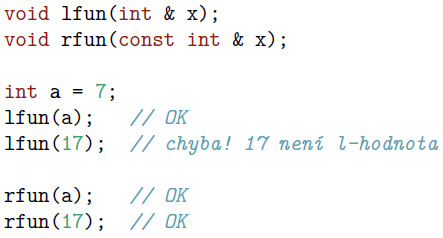 void lfun(int & x);
void rfun(const int & x);
int a = 7;
lfun(a);   // OK
lfun(17);  // chyba! 17 není l-hodnota
rfun(a);   // OK
rfun(17);  // OK